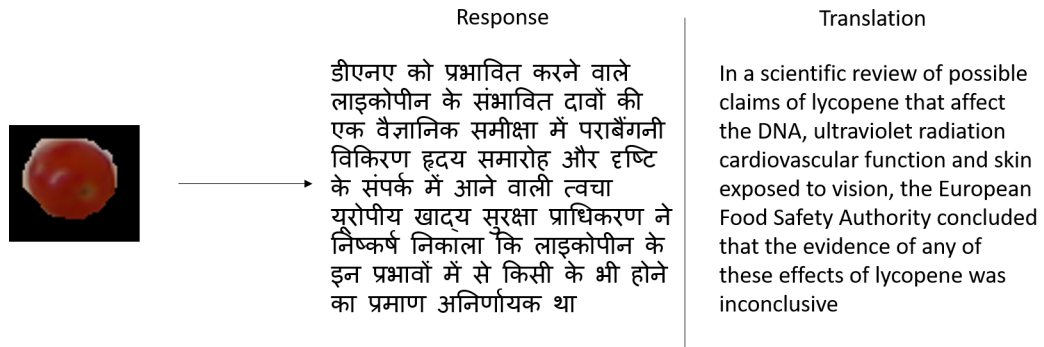 Response
डीएनए को प्रभावित करने वाले
लाइकोपीन के संभावित दावों की
एक वैज्ञानिक समीक्षा में पराबैंगनी
विकिरण हृदय समारोह और दृष्टि
के संपर्क में आने वाली त्वचा
यूरोपीय खाद्य सुरक्षा प्राधिकरण ने
निष्कर्ष निकाला कि लाइकोपीन के
इन प्रभावों में से किसी के भी होने
का प्रमाण अनिर्णायक था
Translation
In a scientific review of possible
claims of lycopene that affect
the DNA, ultraviolet radiation
cardiovascular function and skin
exposed to vision, the European
Food Safety Authority concluded
that the evidence of any of
these effects of lycopene was
inconclusive